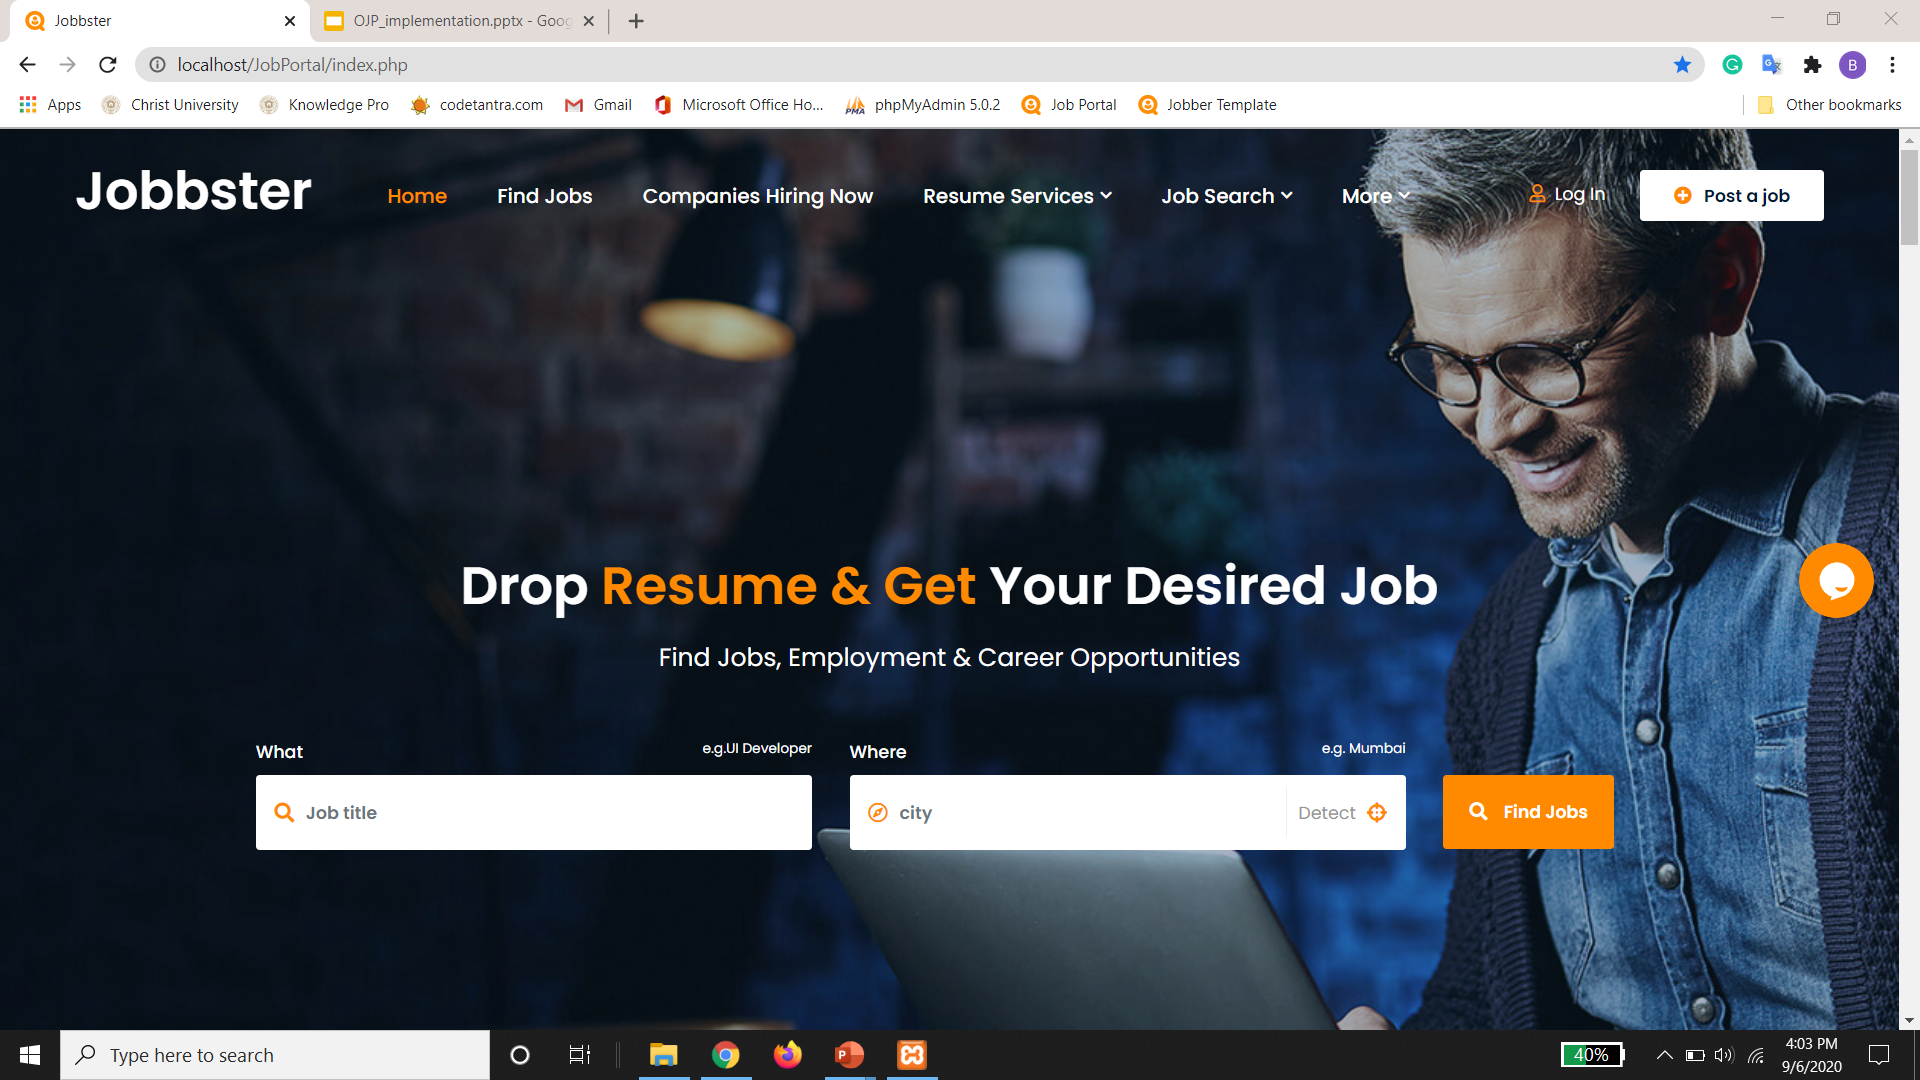 Jobbster
OJP_implementation.pptx - Goog
localhost/JobPortal/index.php
B
Apps
Christ University
Knowledge Pro
codetantra.com
Gmail
Microsoft Office Ho...
PMA
phpMyAdmin 5.0.2
Job Portal
Jobber Template
Other bookmarks
Jobbster
Home
Find Jobs
Companies Hiring Now
Resume Services
Job Search
More
Log In
Post a job
Drop Resume & Get Your Desired Job
Find Jobs, Employment & Career Opportunities
What
e.g.UI Developer
Where
e.g. Mumbai
Job title
city
Detect
Find Jobs
Type here to search
40%
4:03 PM
9/6/2020